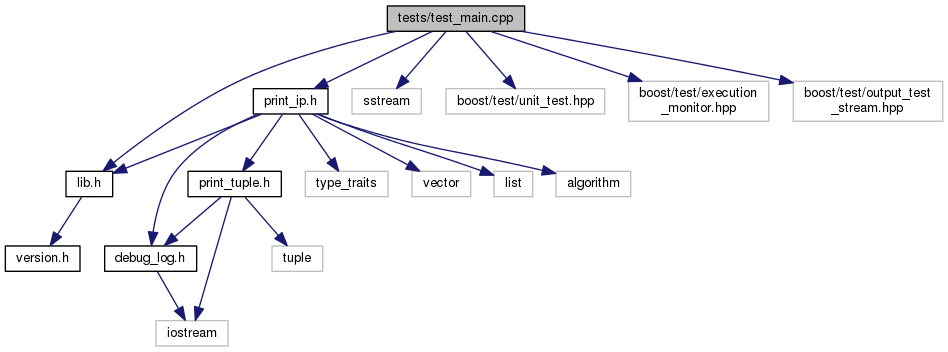 tests/test_main.cpp
print_ip.h
sstream
boost/test/unit_test.hpp
boost/test/execution
_monitor.hpp
boost/test/output_test
_stream.hpp
lib.h
print_tuple.h
type_traits
vector
list
algorithm
version.h
debug_log.h
tuple
iostream